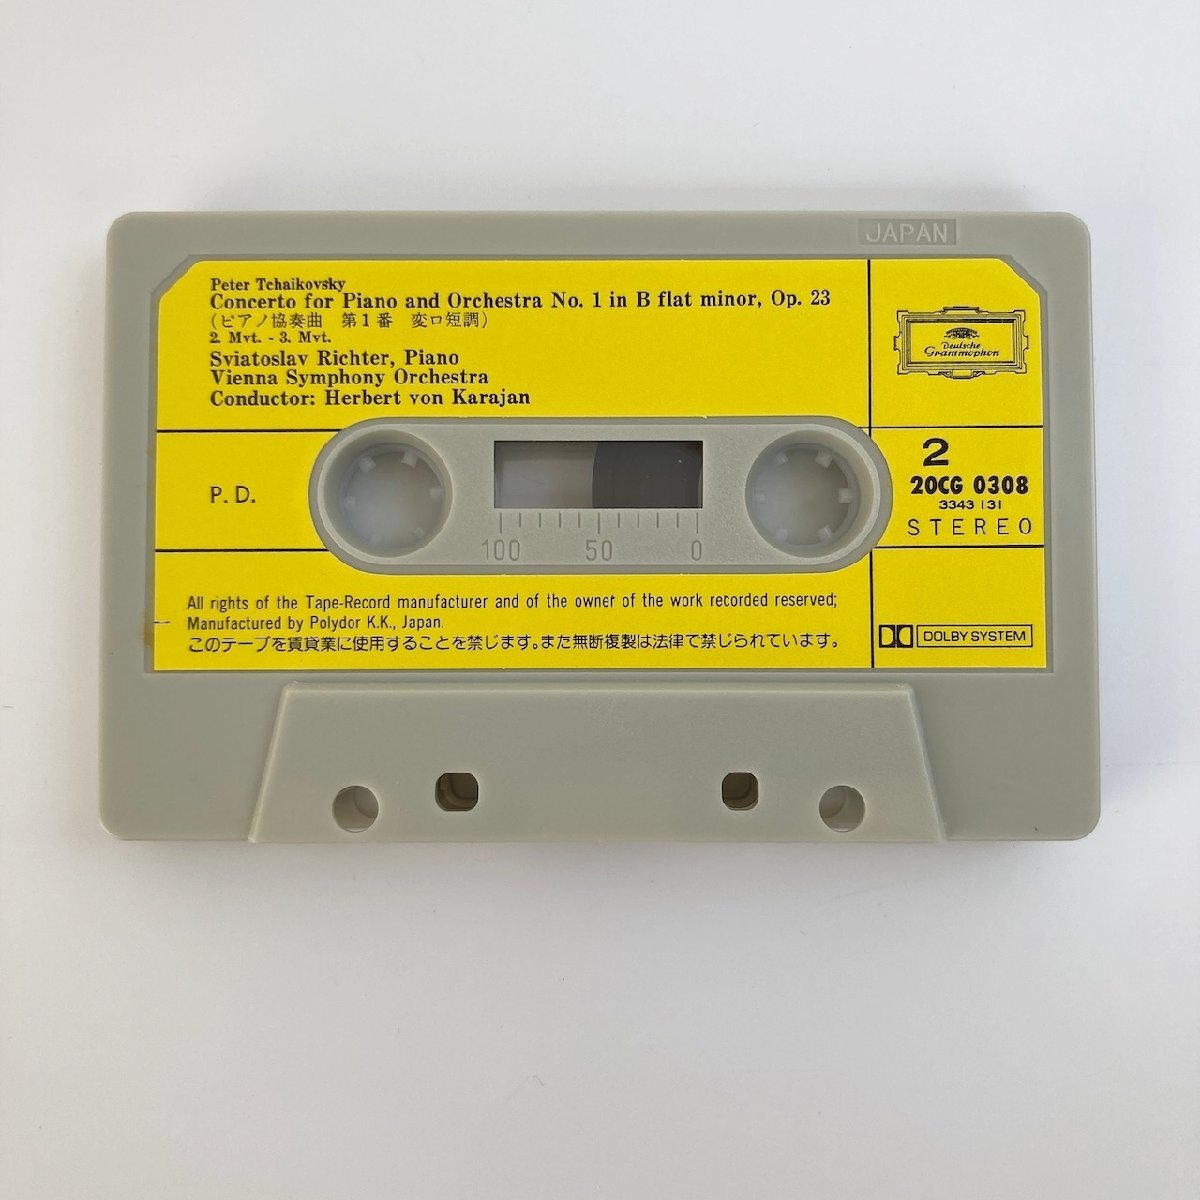 JAPAN
Peter Tchaikovsky
Concerto for Piano and Orchestra No. 1 in B flat minor, Op. 23
(ピアノ協奏曲 第1番 変ロ短調)
2. Mvt. - 3. Mvt.
Sviatoslav Richter, Piano
Vienna Symphony Orchestra
Conductor: Herbert von Karajan
Deutsche
Grammophon
P. D.
100 50 0
2
20CG 0308
3343 131
STEREO
All rights of the Tape-Record manufacturer and of the owner of the work recorded reserved;
Manufactured by Polydor K.K., Japan.
このテープを賃貸業に使用することを禁じます。また無断複製は法律で禁じられています。
DOLBY SYSTEM